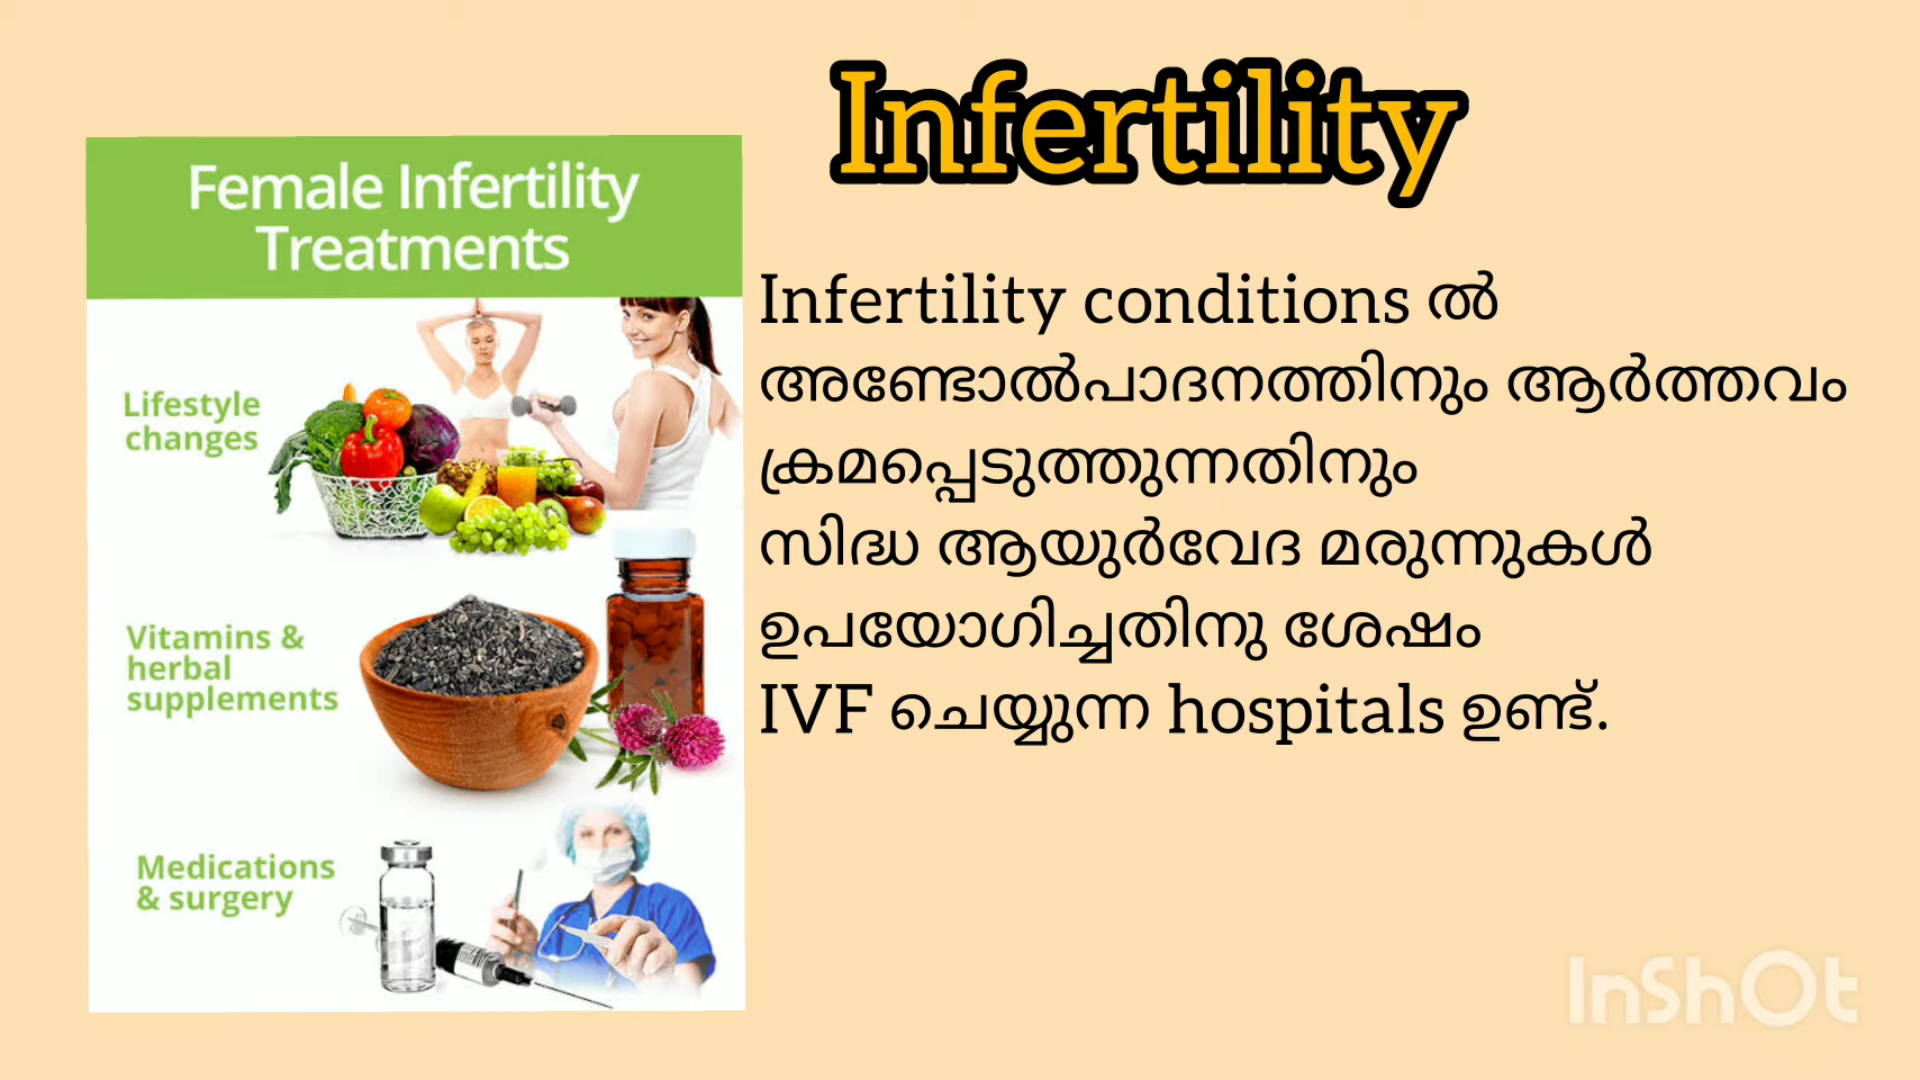 Infertility
Female Infertility
Treatments
Lifestyle
changes
Vitamins &
herbal
supplements
Medications
& surgery
Infertility conditions ൽ
അണ്ടോൽപാദനത്തിനും ആർത്തവം
ക്രമപ്പെടുത്തുന്നതിനും
സിദ്ധ ആയുർവേദ മരുന്നുകൾ
ഉപയോഗിച്ചതിനു ശേഷം
IVF ചെയ്യുന്ന hospitals ഉണ്ട്.
InShOt